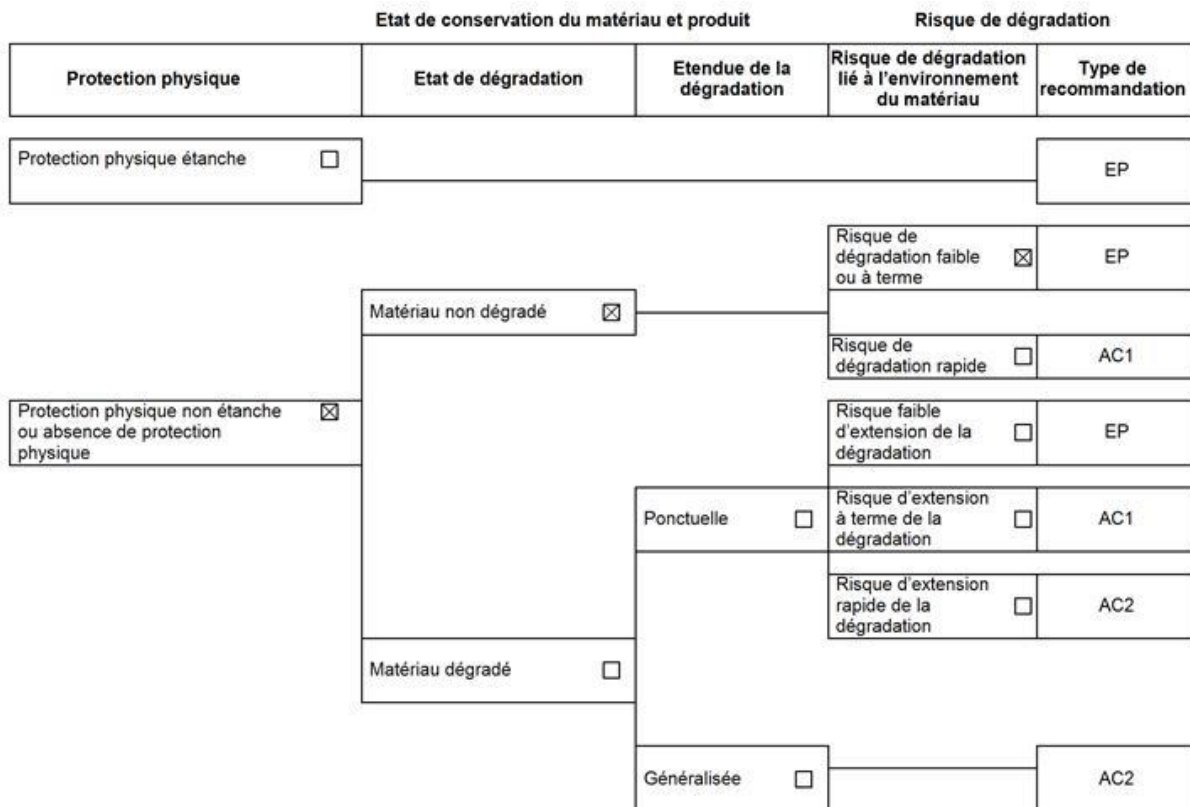 Etat de conservation du matériau et produit
Risque de dégradation
Protection physique
Etat de dégradation
Etendue de la
dégradation
Risque de dégradation
lié à l'environnement
du matériau
Type de
recommandation
Protection physique étanche ☐
EP
Risque de
dégradation faible ☒
ou à terme
EP
Matériau non dégradé ☒
Risque de
dégradation rapide ☐
AC1
Protection physique non étanche ☒
ou absence de protection
physique
Risque faible
d'extension de la ☐
dégradation
EP
Ponctuelle ☐
Risque d'extension
à terme de la ☐
dégradation
AC1
Risque d'extension
rapide de la ☐
dégradation
AC2
Matériau dégradé ☐
Généralisée ☐
AC2